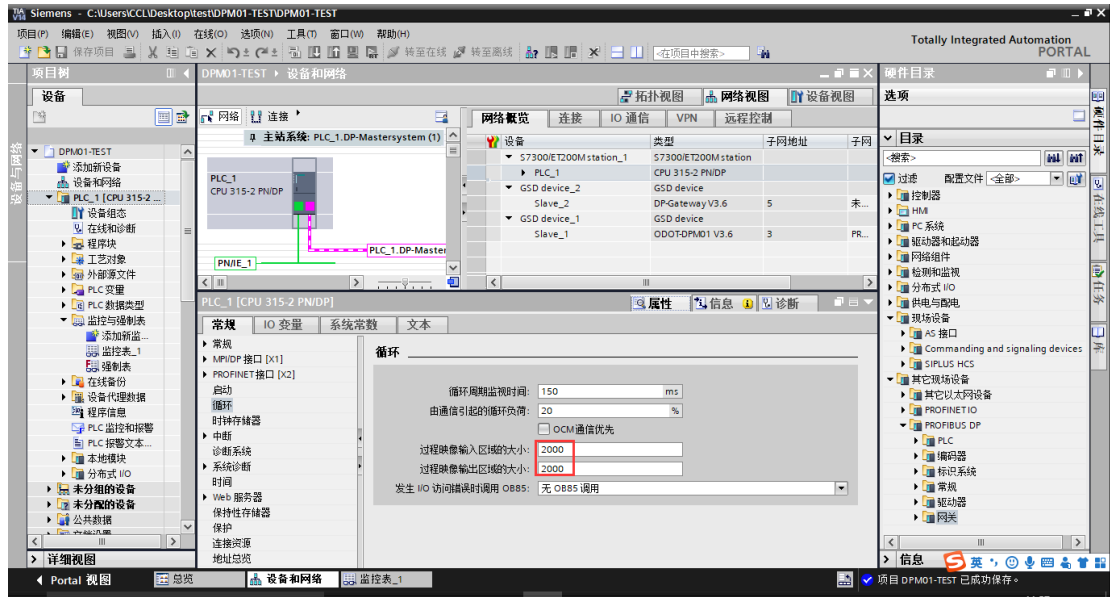 Siemens - C:\Users\CCL\Desktop\test\DPM01-TEST\DPM01-TEST
项目(P) 编辑(E) 视图(V) 插入(I) 在线(O) 选项(N) 工具(T) 窗口(W) 帮助(H)
Totally Integrated Automation
PORTAL
保存项目 转至在线 转至离线 <在项目中搜索>
项目树
设备
设备与网络
DPM01-TEST
添加新设备
设备和网络
PLC_1 [CPU 315-2 ...
设备组态
在线和诊断
程序块
工艺对象
外部源文件
PLC 变量
PLC 数据类型
监控与强制表
添加新监...
监控表_1
强制表
在线备份
设备代理数据
程序信息
PLC 监控和报警
PLC 报警文本...
本地模块
分布式 I/O
未分组的设备
未分配的设备
公共数据
详细视图
DPM01-TEST 设备和网络
拓扑视图 网络视图 设备视图
网络 连接
主站系统: PLC_1.DP-Mastersystem (1)
PLC_1
CPU 315-2 PN/DP
PLC_1.DP-Master
PN/IE_1
网络概览 连接 IO 通信 VPN 远程控制
设备 类型 子网地址 子网
S7300/ET200M station_1 S7300/ET200M station
PLC_1 CPU 315-2 PN/DP
GSD device_2 GSD device
Slave_2 DP-Gateway V3.6 5 未...
GSD device_1 GSD device
Slave_1 ODOT-DPM01 V3.6 3 PR...
PLC_1 [CPU 315-2 PN/DP]
属性 信息 诊断
常规 IO 变量 系统常数 文本
常规
MPI/DP 接口 [X1]
PROFINET 接口 [X2]
启动
循环
时钟存储器
中断
诊断系统
系统诊断
时间
Web 服务器
保持性存储器
保护
连接资源
地址总览
循环
循环周期监视时间: 150 ms
由通信引起的循环负荷: 20 %
OCM通信优先
过程映像输入区域的大小: 2000
过程映像输出区域的大小: 2000
发生 I/O 访问错误时调用 OB85: 无 OB85 调用
硬件目录
选项
目录
<搜索>
过滤 配置文件 <全部>
控制器
HMI
PC 系统
驱动器和起动器
网络组件
检测和监视
分布式 I/O
供电与配电
现场设备
AS 接口
Commanding and signaling devices
SIPLUS HCS
其它现场设备
其它以太网设备
PROFINET IO
PROFIBUS DP
PLC
编码器
标识系统
常规
驱动器
网关
信息
硬件目录
在线工具
任务
库
英
Portal 视图 总览 设备和网络 监控表_1
项目 DPM01-TEST 已成功保存。